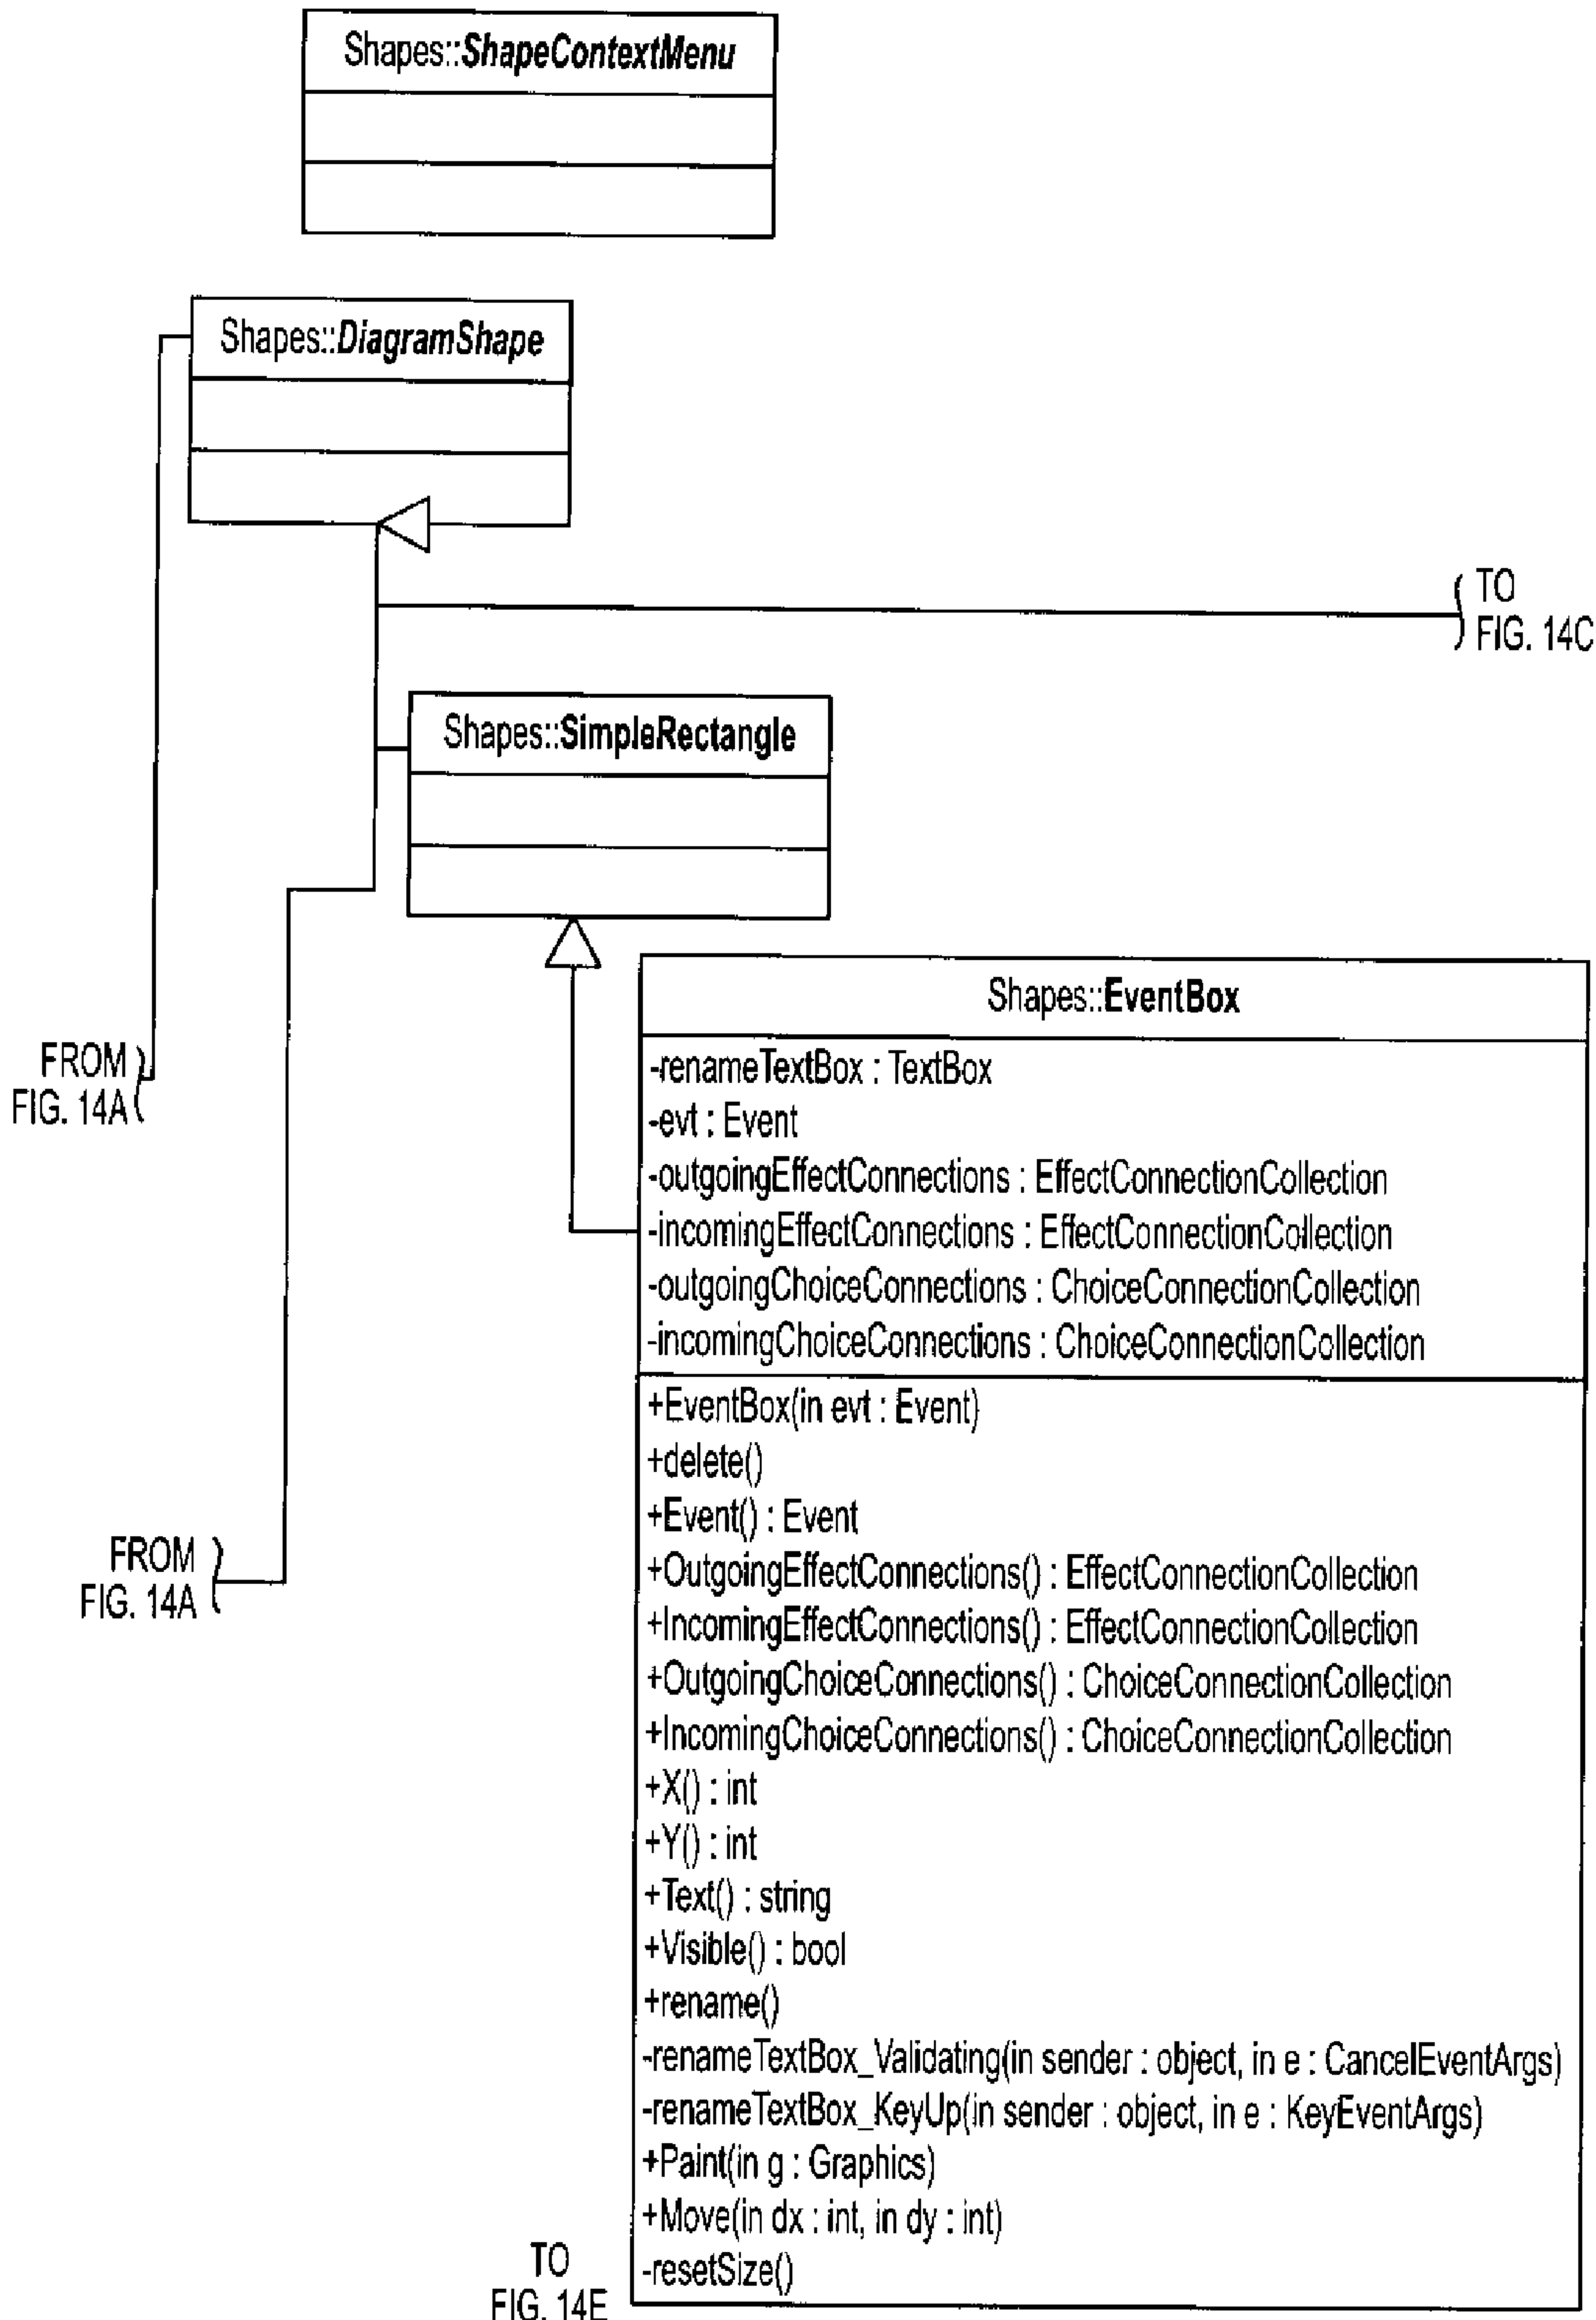 Shapes::ShapeContextMenu
Shapes::DiagramShape
TO
FIG. 14C
Shapes::SimpleRectangle
Shapes::EventBox
-renameTextBox : TextBox
-evt : Event
-outgoingEffectConnections : EffectConnectionCollection
-incomingEffectConnections : EffectConnectionCollection
-outgoingChoiceConnections : ChoiceConnectionCollection
-incomingChoiceConnections : ChoiceConnectionCollection
FROM
FIG. 14A
+EventBox(in evt : Event)
+delete()
+Event() : Event
+OutgoingEffectConnections() : EffectConnectionCollection
+IncomingEffectConnections() : EffectConnectionCollection
+OutgoingChoiceConnections() : ChoiceConnectionCollection
+IncomingChoiceConnections() : ChoiceConnectionCollection
+X() : int
+Y() : int
+Text() : string
+Visible() : bool
+rename()
-renameTextBox_Validating(in sender : object, in e : CancelEventArgs)
-renameTextBox_KeyUp(in sender : object, in e : KeyEventArgs)
+Paint(in g : Graphics)
+Move(in dx : int, in dy : int)
-resetSize()
FROM
FIG. 14A
TO
FIG. 14E